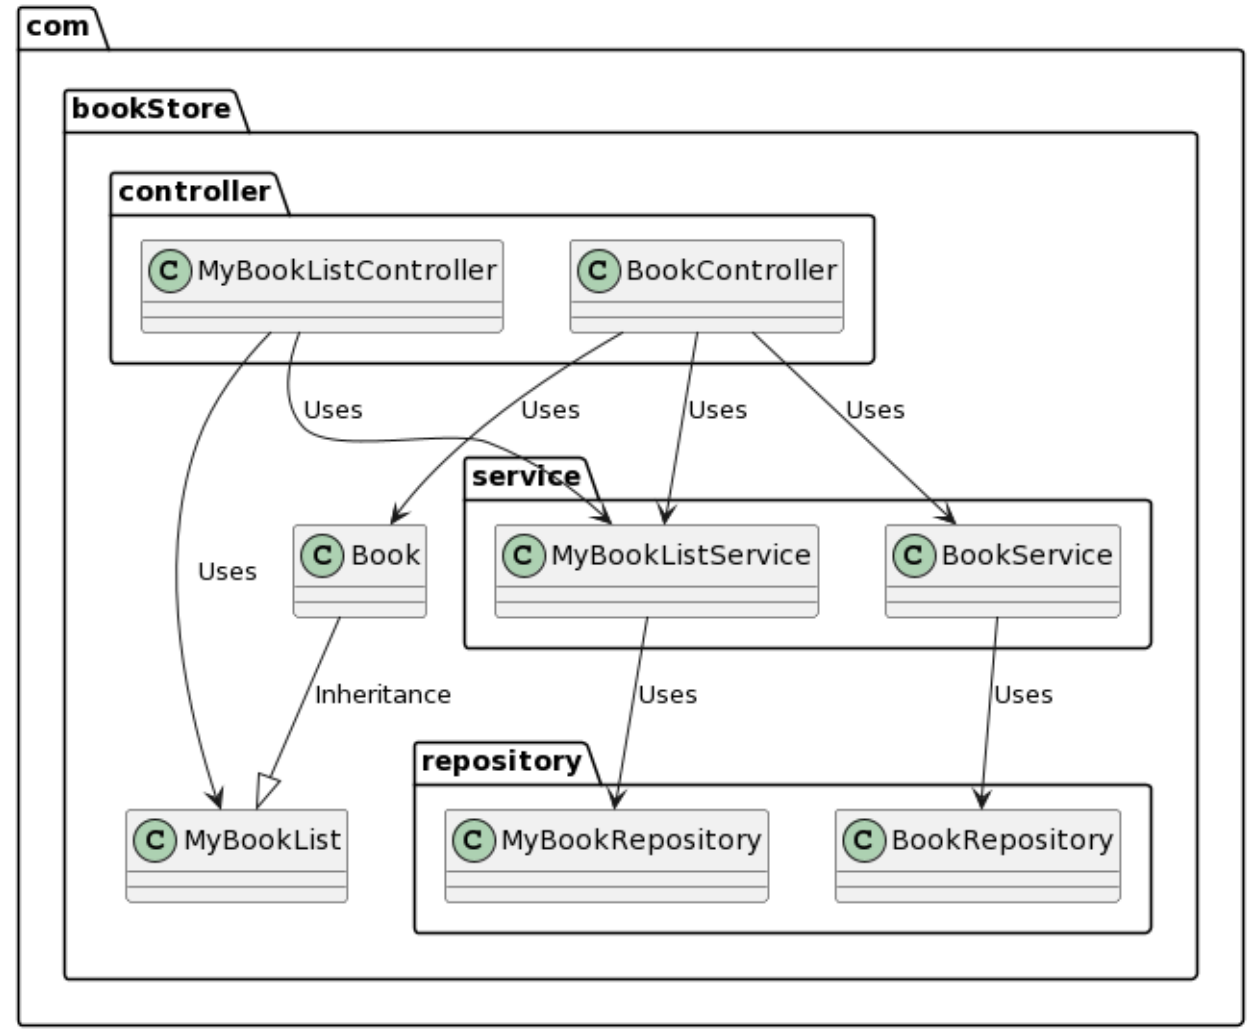 com
bookStore
controller
C MyBookListController
C BookController
Uses
Uses
Uses
Uses
service
C Book
C MyBookListService
C BookService
Uses
Inheritance
Uses
Uses
repository
C MyBookList
C MyBookRepository
C BookRepository